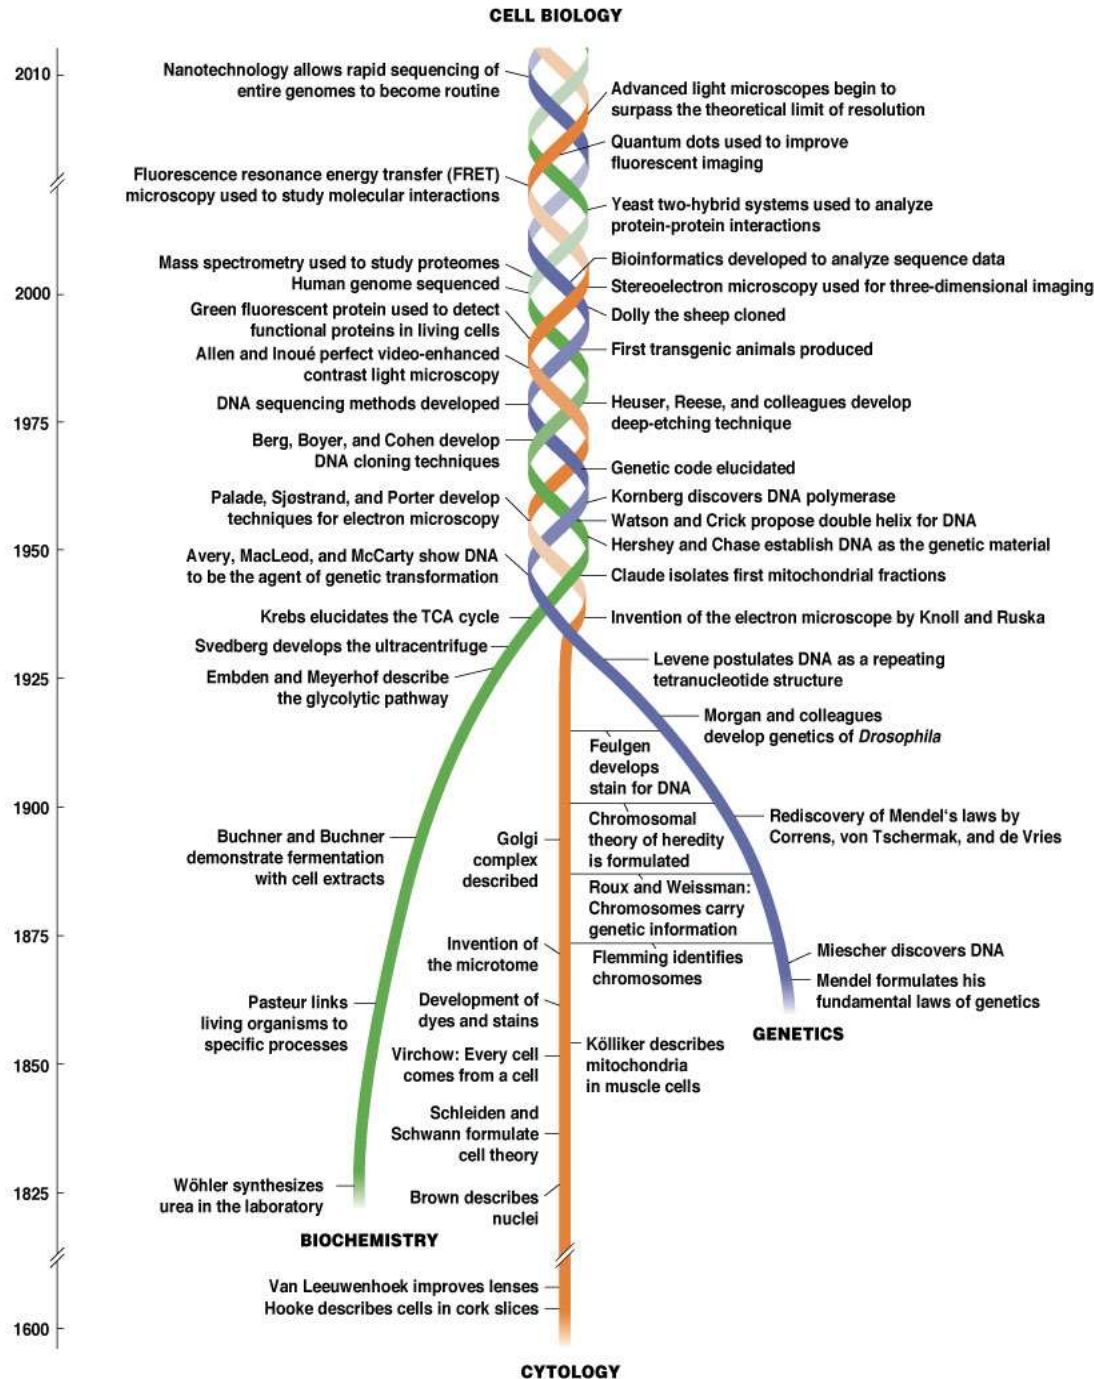 CELL BIOLOGY
2010
Nanotechnology allows rapid sequencing of
entire genomes to become routine
Advanced light microscopes begin to
surpass the theoretical limit of resolution
Quantum dots used to improve
fluorescent imaging
Fluorescence resonance energy transfer (FRET)
microscopy used to study molecular interactions
Yeast two-hybrid systems used to analyze
protein-protein interactions
Bioinformatics developed to analyze sequence data
Mass spectrometry used to study proteomes
Human genome sequenced
Stereoelectron microscopy used for three-dimensional imaging
2000
Green fluorescent protein used to detect
functional proteins in living cells
Dolly the sheep cloned
Allen and Inoué perfect video-enhanced
contrast light microscopy
First transgenic animals produced
DNA sequencing methods developed
Heuser, Reese, and colleagues develop
deep-etching technique
1975
Berg, Boyer, and Cohen develop
DNA cloning techniques
Genetic code elucidated
Palade, Sjøstrand, and Porter develop
techniques for electron microscopy
Kornberg discovers DNA polymerase
Watson and Crick propose double helix for DNA
Hershey and Chase establish DNA as the genetic material
1950
Avery, MacLeod, and McCarty show DNA
to be the agent of genetic transformation
Claude isolates first mitochondrial fractions
Krebs elucidates the TCA cycle
Invention of the electron microscope by Knoll and Ruska
Svedberg develops the ultracentrifuge
Levene postulates DNA as a repeating
tetranucleotide structure
1925
Embden and Meyerhof describe
the glycolytic pathway
Morgan and colleagues
develop genetics of Drosophila
Feulgen
develops
stain for DNA
1900
Chromosomal
theory of heredity
is formulated
Rediscovery of Mendel‘s laws by
Correns, von Tschermak, and de Vries
Buchner and Buchner
demonstrate fermentation
with cell extracts
Golgi
complex
described
Roux and Weissman:
Chromosomes carry
genetic information
1875
Invention of
the microtome
Flemming identifies
chromosomes
Miescher discovers DNA
Mendel formulates his
fundamental laws of genetics
GENETICS
Pasteur links
living organisms to
specific processes
Development of
dyes and stains
Kölliker describes
mitochondria
in muscle cells
1850
Virchow: Every cell
comes from a cell
Schleiden and
Schwann formulate
cell theory
1825
Wöhler synthesizes
urea in the laboratory
Brown describes
nuclei
BIOCHEMISTRY
Van Leeuwenhoek improves lenses
Hooke describes cells in cork slices
1600
CYTOLOGY